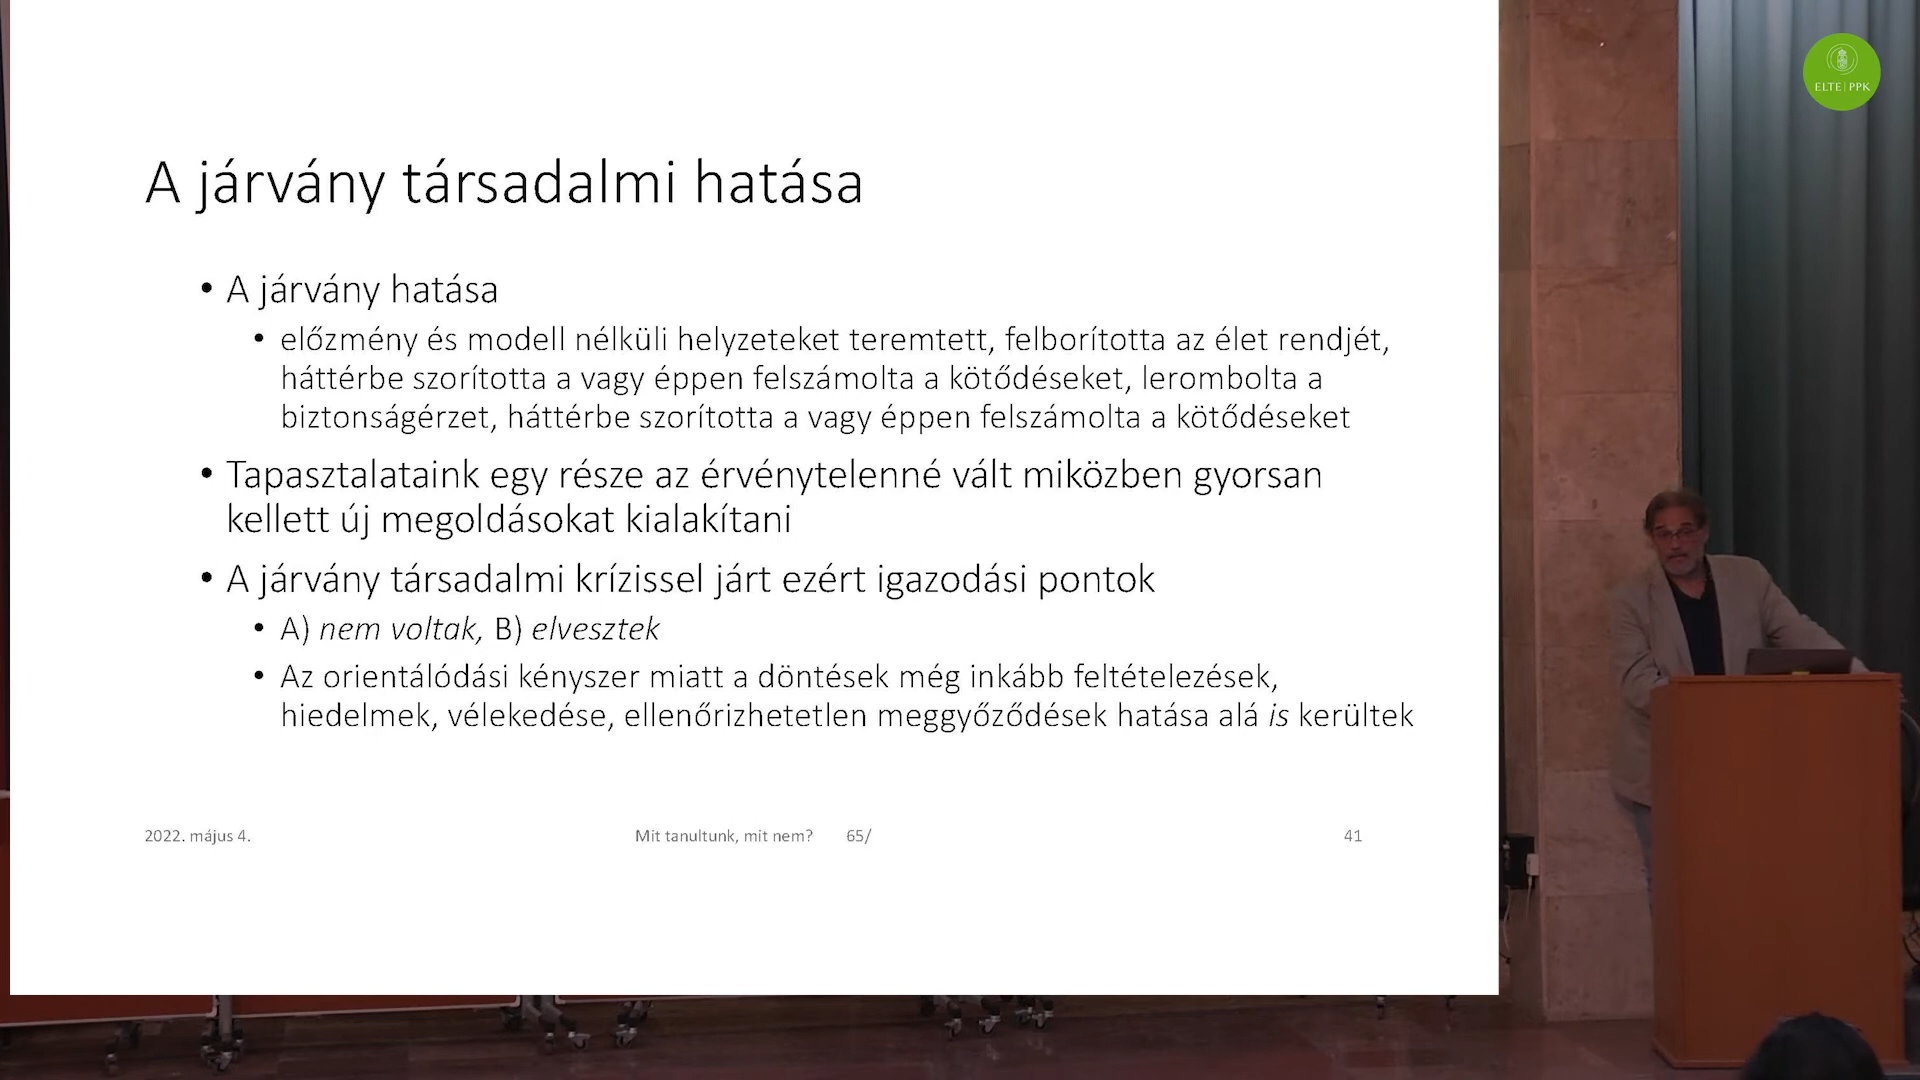 A járvány társadalmi hatása
• A járvány hatása
• előzmény és modell nélküli helyzeteket teremtett, felborította az élet rendjét,
háttérbe szorította a vagy éppen felszámolta a kötődéseket, lerombolta a
biztonságérzet, háttérbe szorította a vagy éppen felszámolta a kötődéseket
• Tapasztalataink egy része az érvénytelenné vált miközben gyorsan
kellett új megoldásokat kialakítani
• A járvány társadalmi krízissel járt ezért igazodási pontok
• A) nem voltak, B) elvesztek
• Az orientálódási kényszer miatt a döntések még inkább feltételezések,
hiedelmek, vélekedése, ellenőrizhetetlen meggyőződések hatása alá is kerültek
2022. május 4.
Mit tanultunk, mit nem? 65/
41
ELTE | PPK